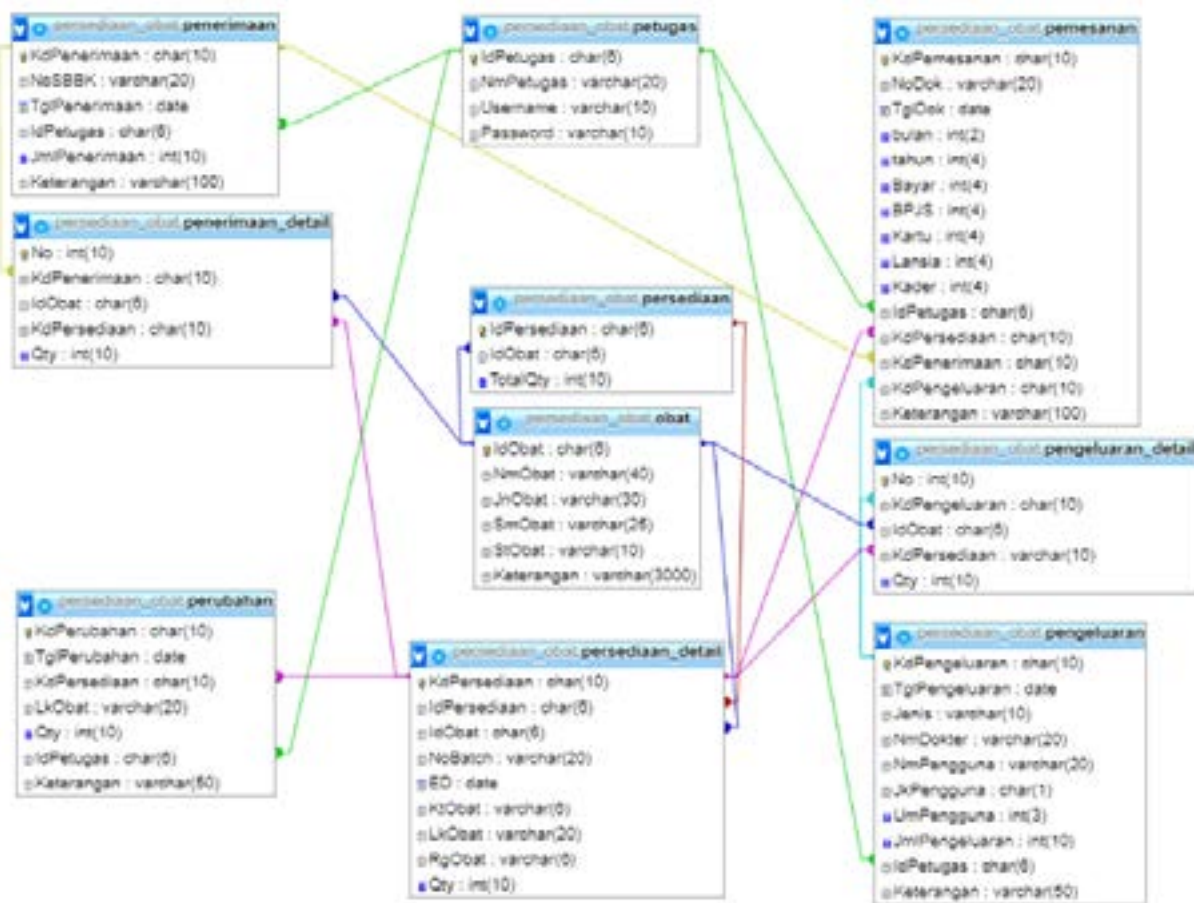 persediaan_obat penerimaan
KdPenerimaan : char(10)
NoSBBK : varchar(20)
TglPenerimaan : date
IdPetugas : char(6)
JmlPenerimaan : int(10)
Keterangan : varchar(100)
persediaan_obat penerimaan_detail
No : int(10)
KdPenerimaan : char(10)
IdObat : char(6)
KdPersediaan : char(10)
Qty : int(10)
persediaan_obat perubahan
KdPerubahan : char(10)
TglPerubahan : date
KdPersediaan : char(10)
LkObat : varchar(20)
Qty : int(10)
IdPetugas : char(6)
Keterangan : varchar(50)
persediaan_obat petugas
IdPetugas : char(6)
NmPetugas : varchar(20)
Username : varchar(10)
Password : varchar(10)
persediaan_obat persediaan
IdPersediaan : char(6)
IdObat : char(6)
TotalQty : int(10)
persediaan_obat obat
IdObat : char(6)
NmObat : varchar(40)
JnObat : varchar(30)
SmObat : varchar(25)
StObat : varchar(10)
Keterangan : varchar(3000)
persediaan_obat persediaan_detail
KdPersediaan : char(10)
IdPersediaan : char(6)
IdObat : char(6)
NoBatch : varchar(20)
ED : date
KtObat : varchar(6)
LkObat : varchar(20)
RgObat : varchar(6)
Qty : int(10)
persediaan_obat pemesanan
KdPemesanan : char(10)
NoDok : varchar(20)
TglDok : date
bulan : int(2)
tahun : int(4)
Bayar : int(4)
BPJS : int(4)
Kartu : int(4)
Lansia : int(4)
Kader : int(4)
IdPetugas : char(6)
KdPersediaan : char(10)
KdPenerimaan : char(10)
KdPengeluaran : char(10)
Keterangan : varchar(100)
persediaan_obat pengeluaran_detail
No : int(10)
KdPengeluaran : char(10)
IdObat : char(6)
KdPersediaan : varchar(10)
Qty : int(10)
persediaan_obat pengeluaran
KdPengeluaran : char(10)
TglPengeluaran : date
Jenis : varchar(10)
NmDokter : varchar(20)
NmPengguna : varchar(20)
JkPengguna : char(1)
UmPengguna : int(3)
JmlPengeluaran : int(10)
IdPetugas : char(6)
Keterangan : varchar(50)